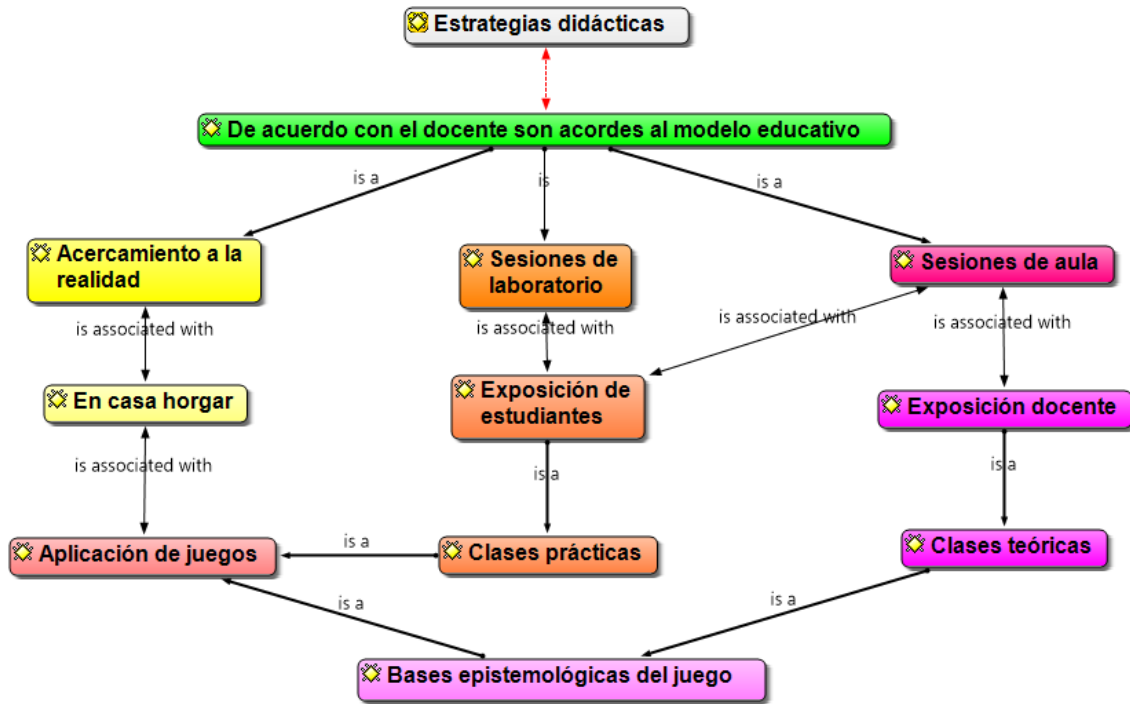 Estrategias didácticas
De acuerdo con el docente son acordes al modelo educativo
is a
is
is a
Acercamiento a la
realidad
Sesiones de
laboratorio
Sesiones de aula
is associated with
is associated with
is associated with
is associated with
En casa horgar
Exposición de
estudiantes
Exposición docente
is associated with
is a
is a
Aplicación de juegos
is a
Clases prácticas
Clases teóricas
is a
is a
Bases epistemológicas del juego